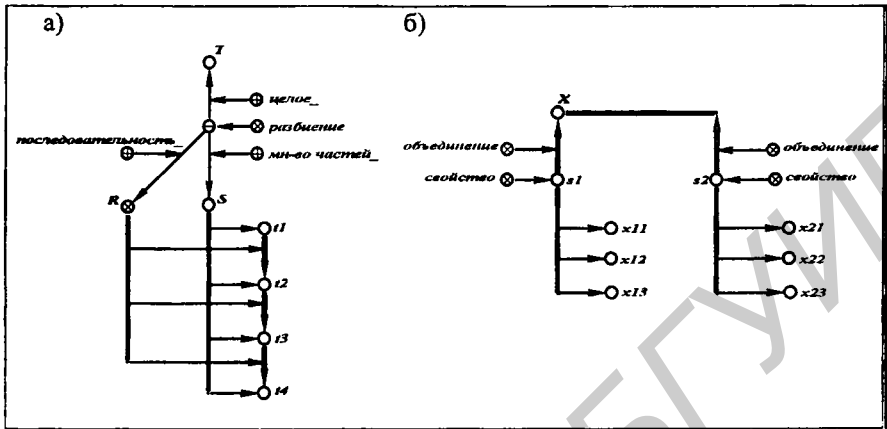 а)
б)
T
целое_
разбиение
последовательность_
мн-во частей_
R
S
t1
t2
t3
t4
X
объединение
объединение
свойство
s1
s2
свойство
x11
x12
x13
x21
x22
x23
БГУИР